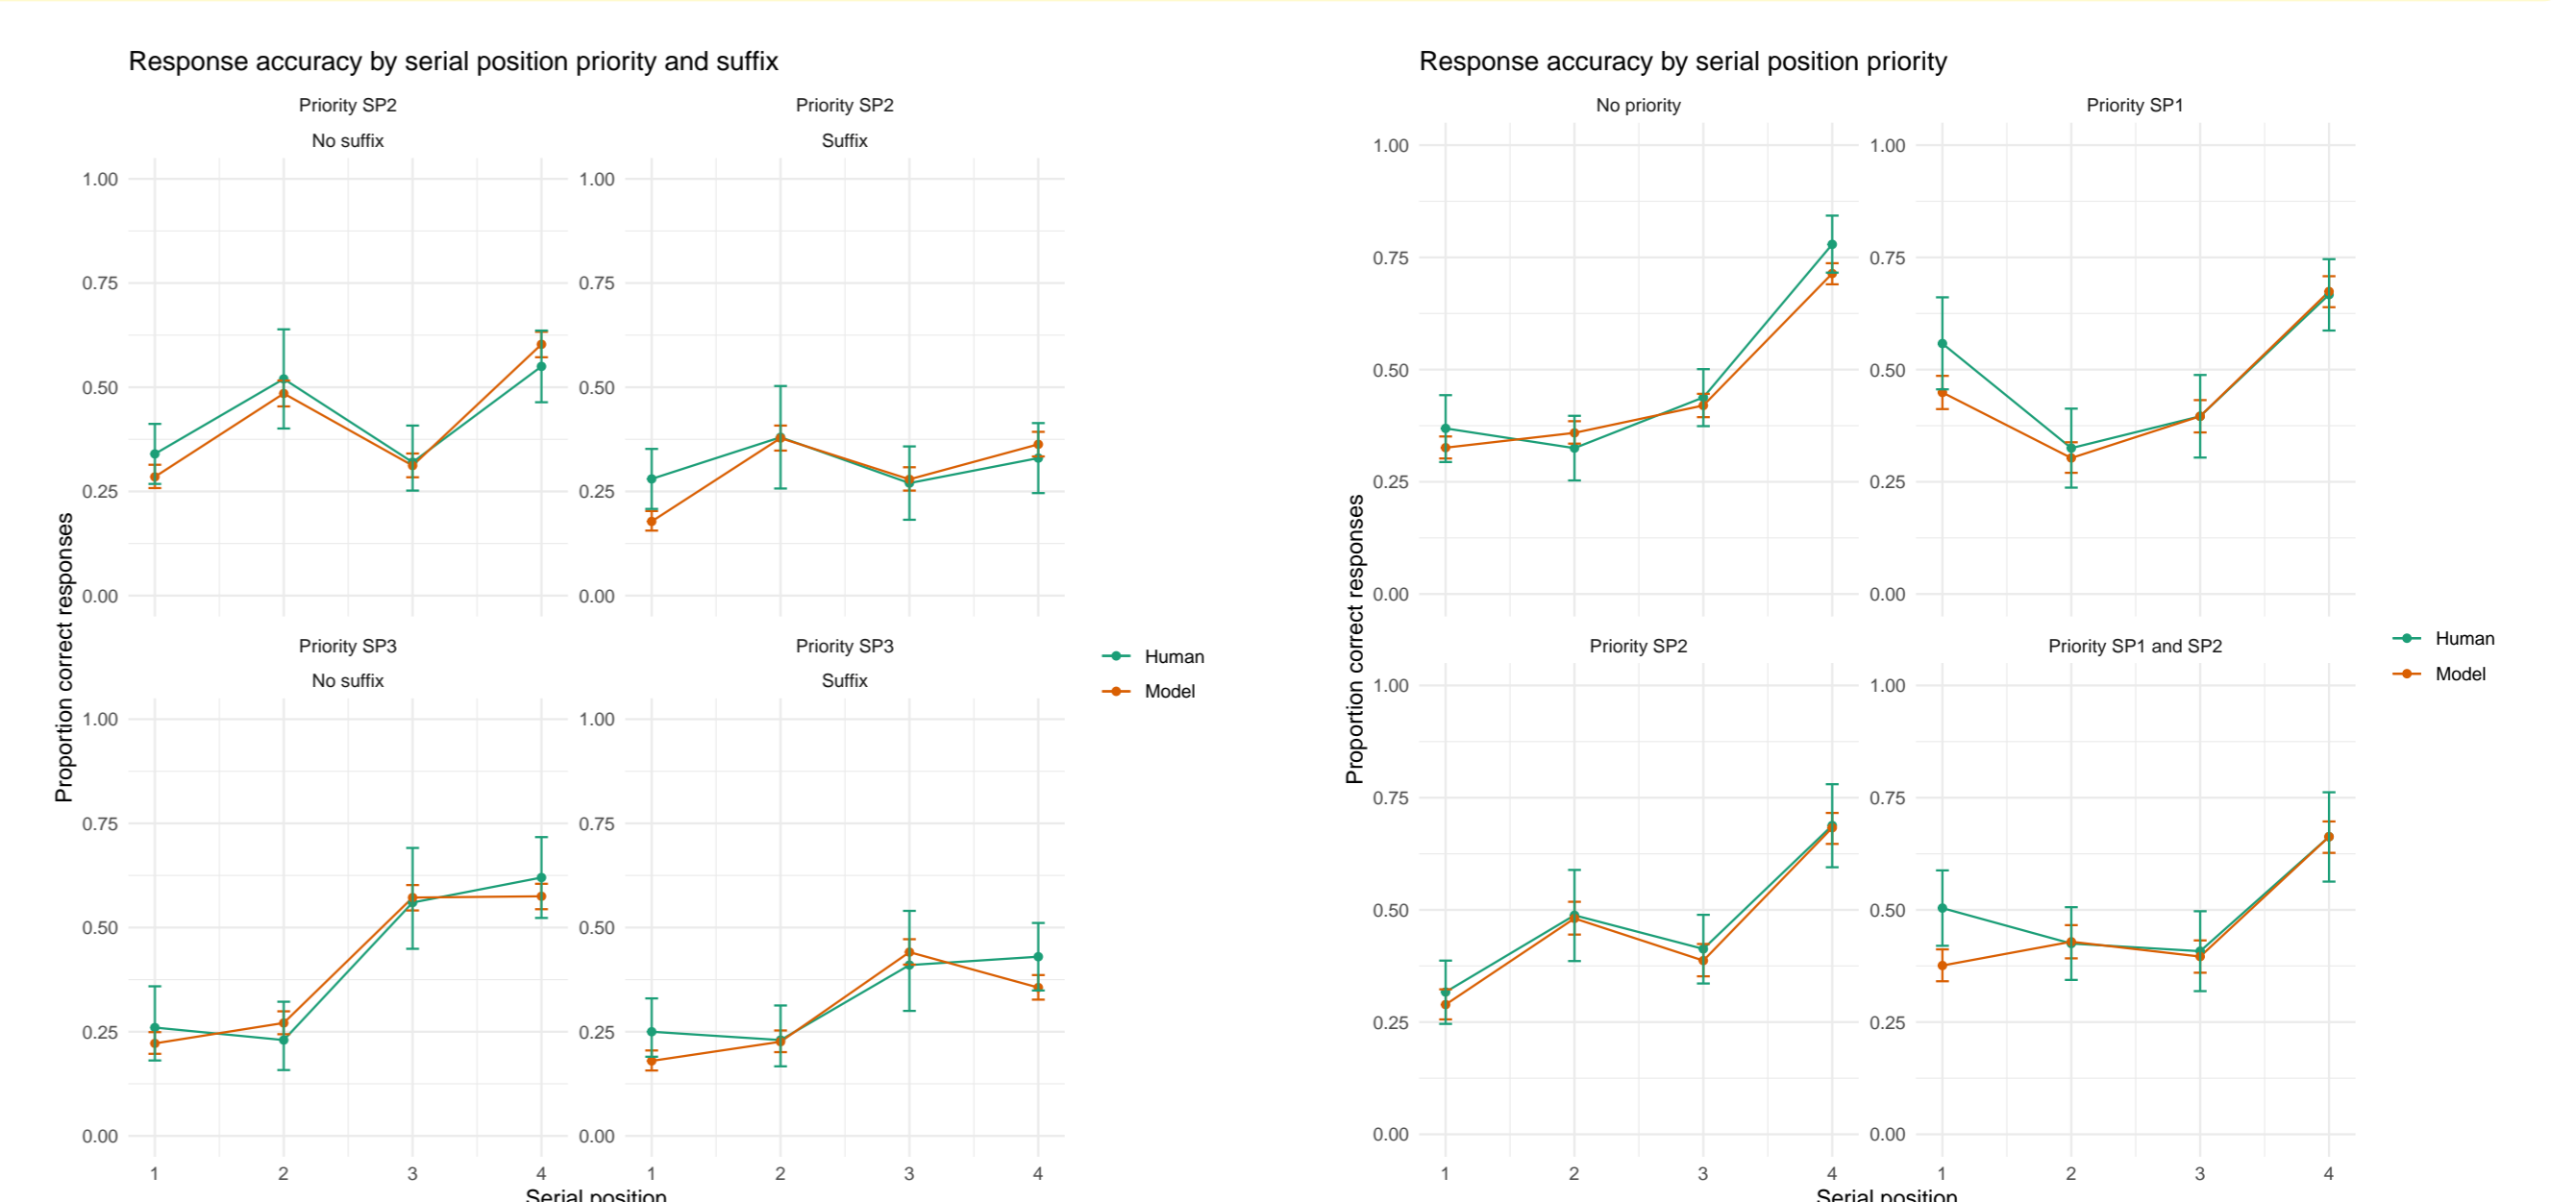 Response accuracy by serial position priority and suffix
Priority SP2
No suffix
Priority SP2
Suffix
1.00
0.75
0.50
0.25
0.00
1.00
0.75
0.50
0.25
0.00
Priority SP3
No suffix
Priority SP3
Suffix
1.00
0.75
0.50
0.25
0.00
1.00
0.75
0.50
0.25
0.00
1 2 3 4
1 2 3 4
Proportion correct responses
Serial position
Human
Model
Response accuracy by serial position priority
No priority
Priority SP1
1.00
0.75
0.50
0.25
0.00
1.00
0.75
0.50
0.25
0.00
Priority SP2
Priority SP1 and SP2
1.00
0.75
0.50
0.25
0.00
1.00
0.75
0.50
0.25
0.00
1 2 3 4
1 2 3 4
Proportion correct responses
Serial position
Human
Model